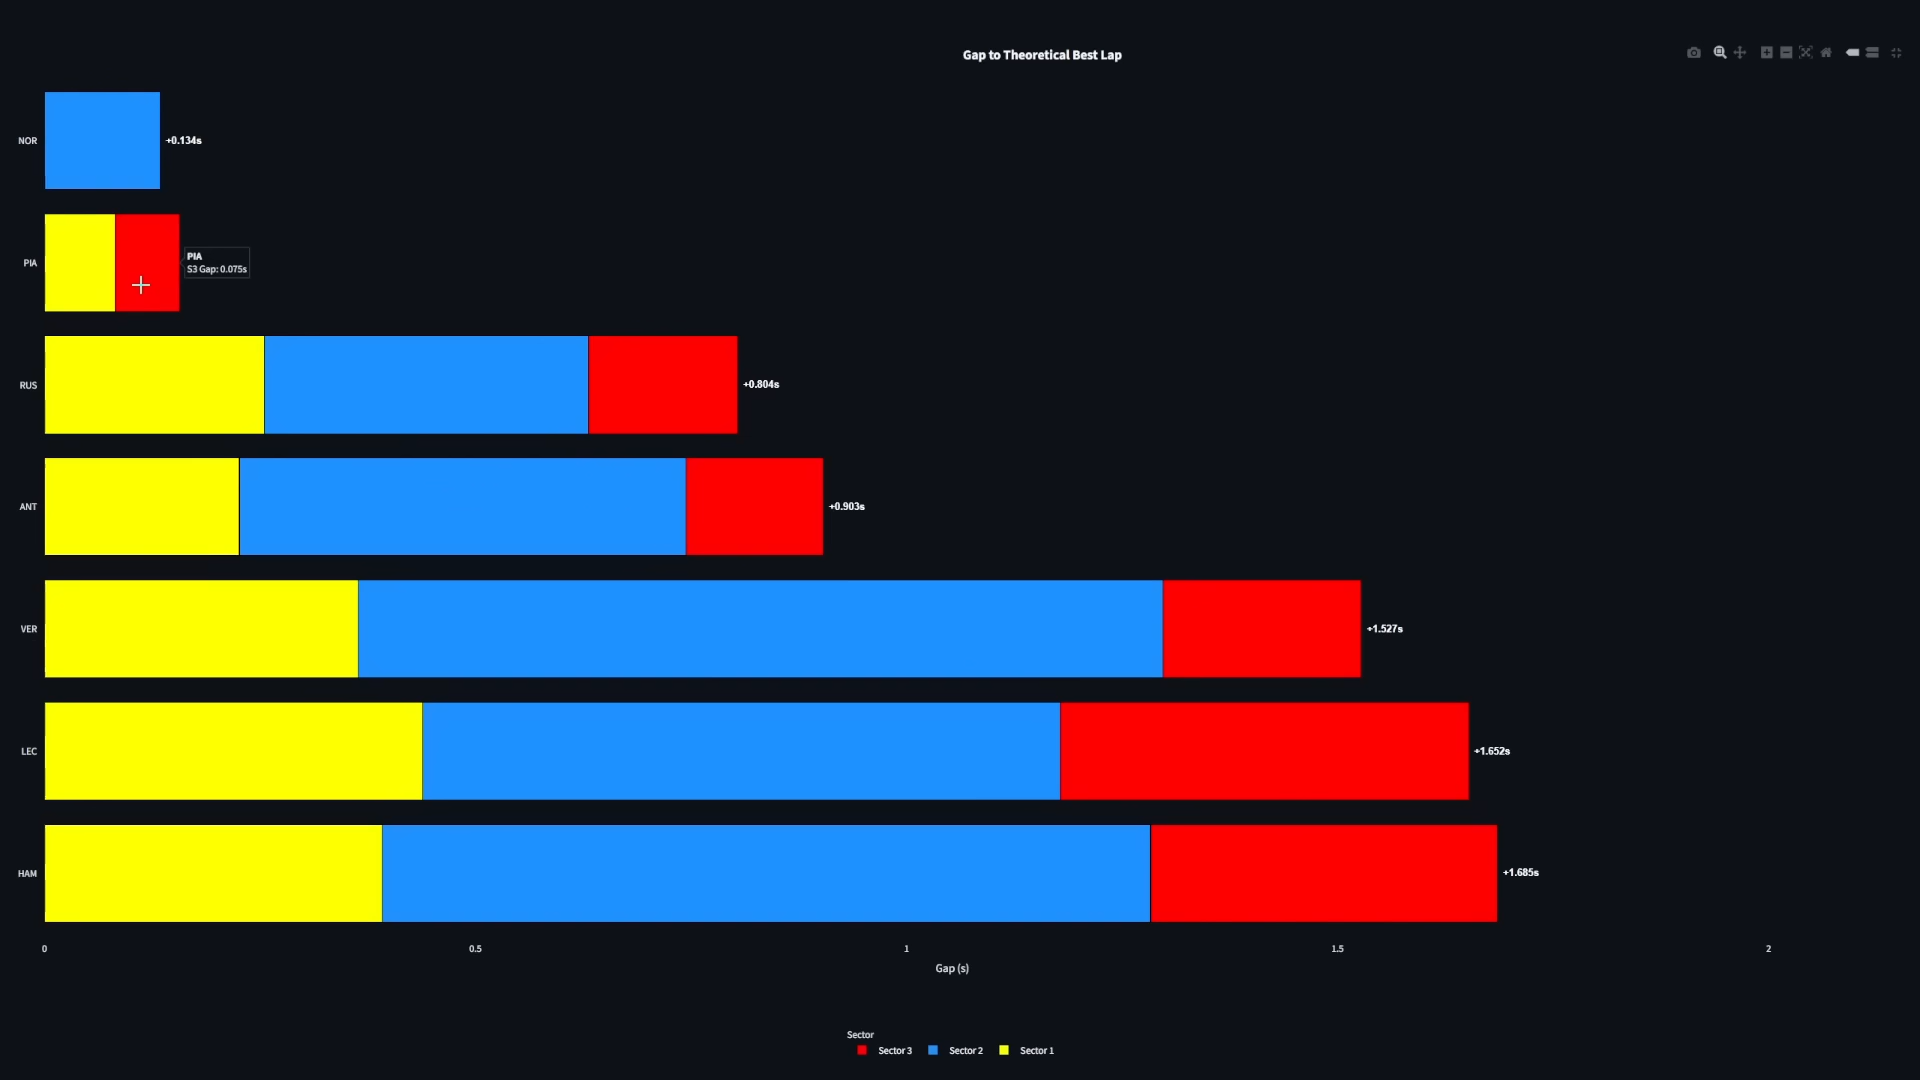 Gap to Theoretical Best Lap
NOR
+0.134s
PIA
PIA
S3 Gap: 0.075s
RUS
+0.804s
ANT
+0.903s
VER
+1.527s
LEC
+1.652s
HAM
+1.685s
0 0.5 1 1.5 2
Gap (s)
Sector
Sector 3 Sector 2 Sector 1